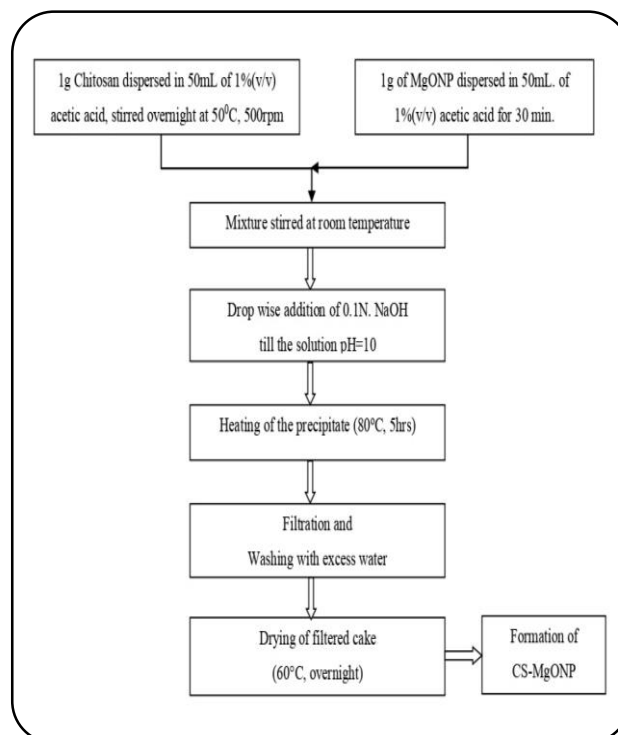 1g Chitosan dispersed in 50mL of 1%(v/v)
acetic acid, stirred overnight at 50⁰C, 500rpm
1g of MgONP dispersed in 50mL. of
1%(v/v) acetic acid for 30 min.
Mixture stirred at room temperature
Drop wise addition of 0.1N. NaOH
till the solution pH=10
Heating of the precipitate (80°C, 5hrs)
Filtration and
Washing with excess water
Drying of filtered cake
(60°C, overnight)
Formation of
CS-MgONP